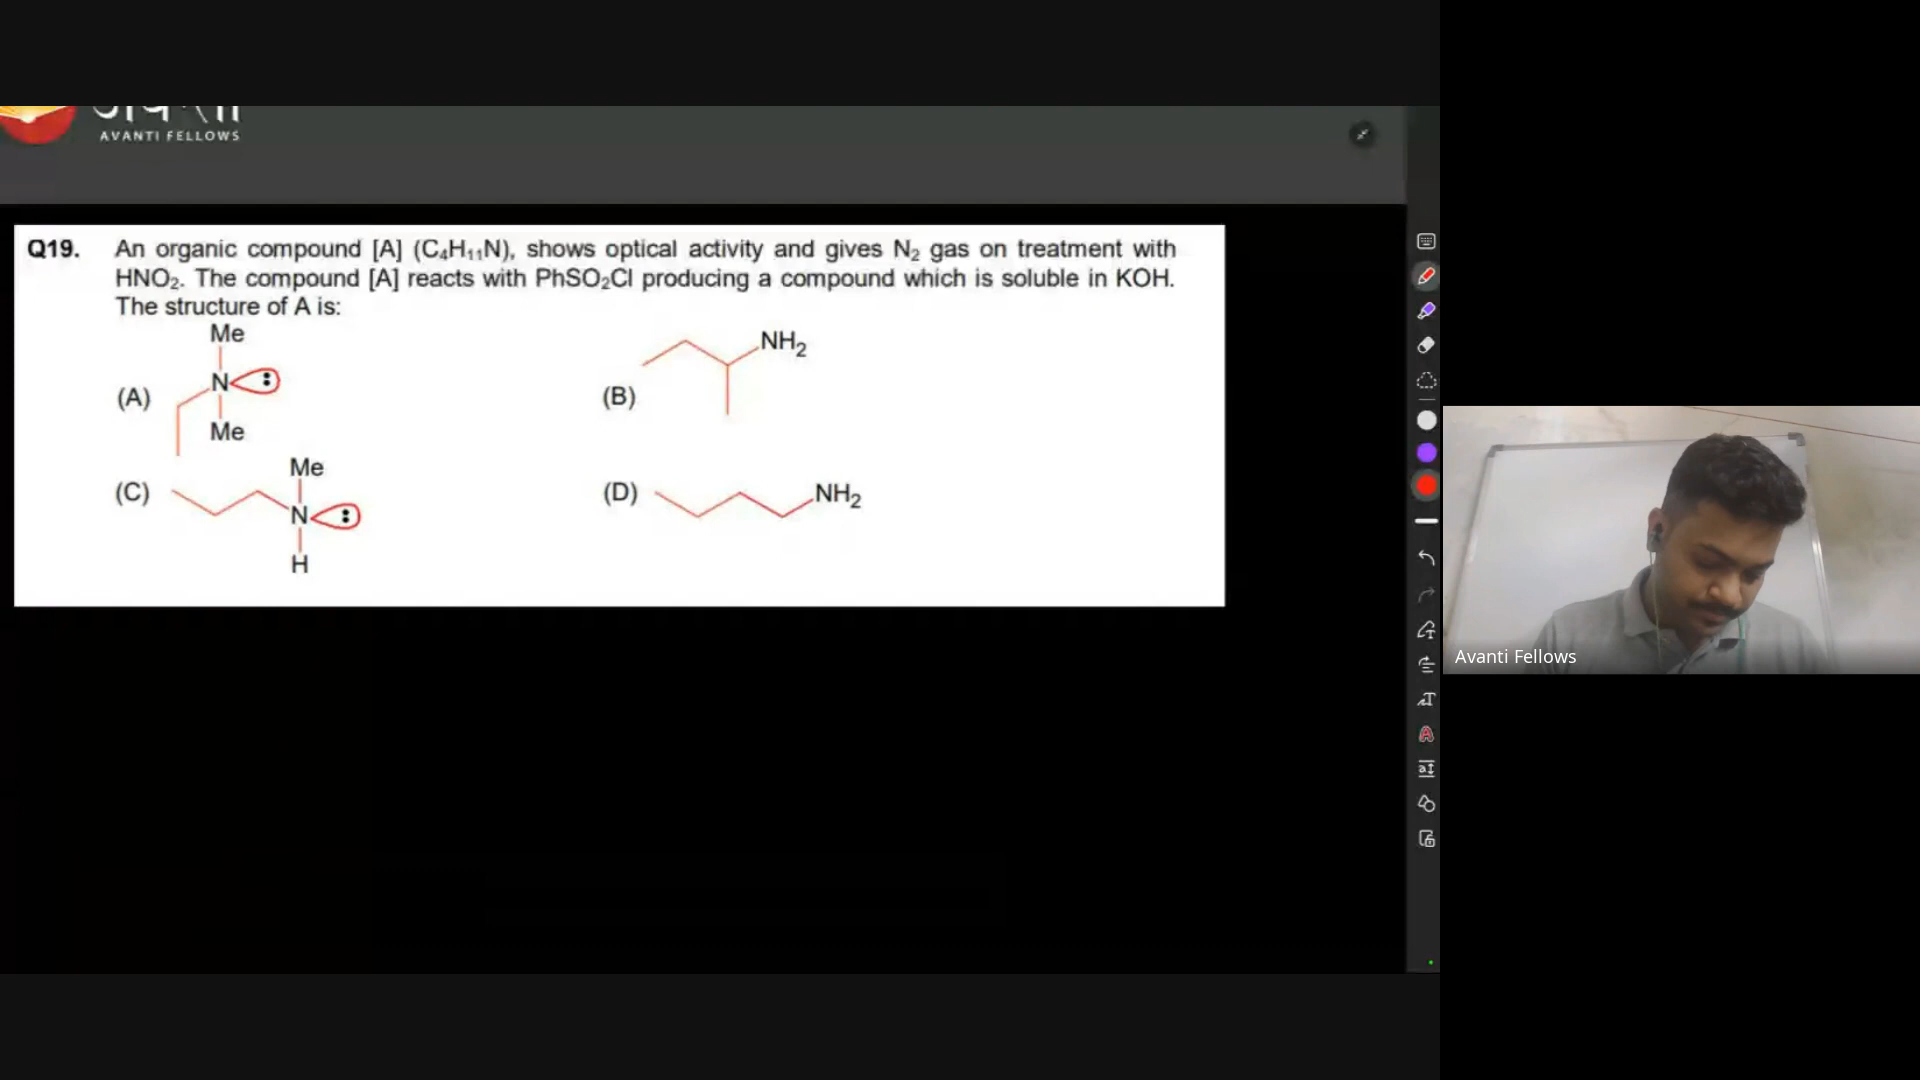 AVANTI FELLOWS
Q19. An organic compound [A] (C₄H₁₁N), shows optical activity and gives N₂ gas on treatment with
HNO₂. The compound [A] reacts with PhSO₂Cl producing a compound which is soluble in KOH.
The structure of A is:
(A)
Me
N
Me
(B)
NH₂
(C)
Me
N
H
(D)
NH₂
Avanti Fellows